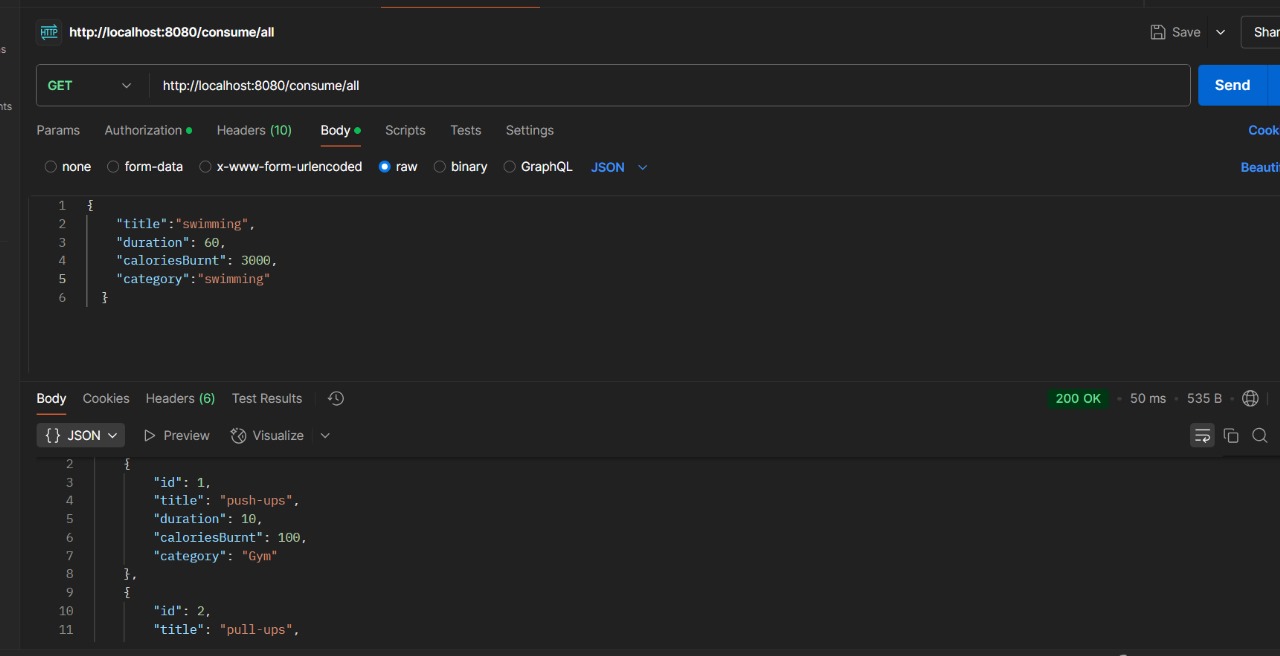 HTTP http://localhost:8080/consume/all Save Shar
s
GET http://localhost:8080/consume/all Send
nts
Params Authorization Headers (10) Body Scripts Tests Settings Cook
none form-data x-www-form-urlencoded raw binary GraphQL JSON Beauti
1 {
2 "title":"swimming",
3 "duration": 60,
4 "caloriesBurnt": 3000,
5 "category":"swimming"
6 }
Body Cookies Headers (6) Test Results 200 OK 50 ms 535 B
{} JSON Preview Visualize
2 {
3 "id": 1,
4 "title": "push-ups",
5 "duration": 10,
6 "caloriesBurnt": 100,
7 "category": "Gym"
8 },
9 {
10 "id": 2,
11 "title": "pull-ups",